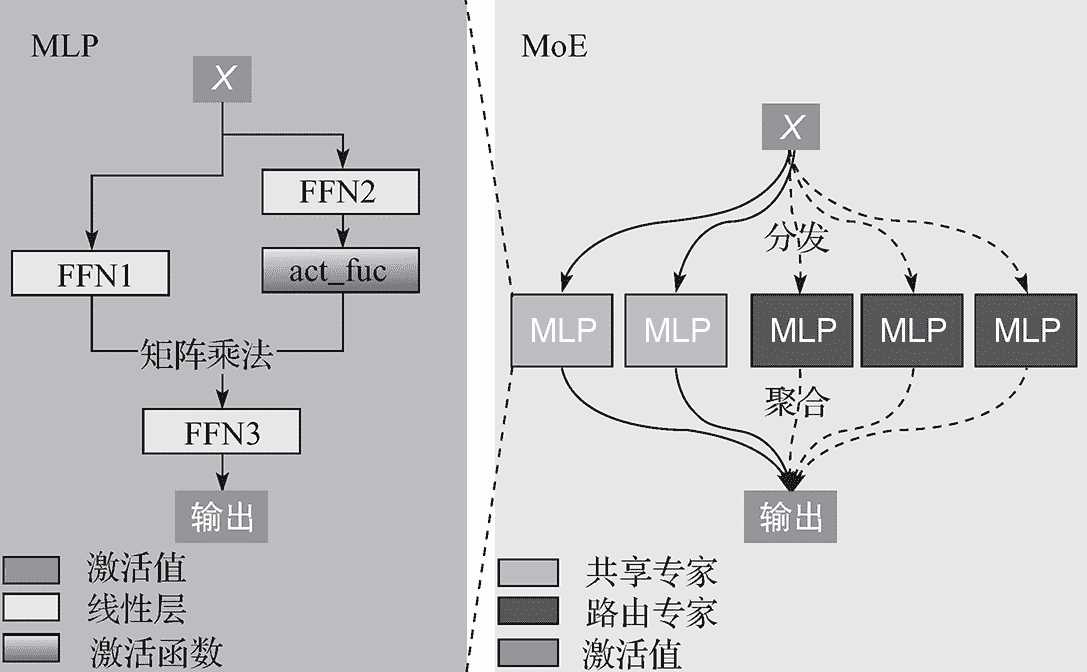 MLP
X
FFN2
FFN1
act_fuc
矩阵乘法
FFN3
输出
激活值
线性层
激活函数
MoE
X
分发
MLP MLP MLP MLP MLP
聚合
输出
共享专家
路由专家
激活值